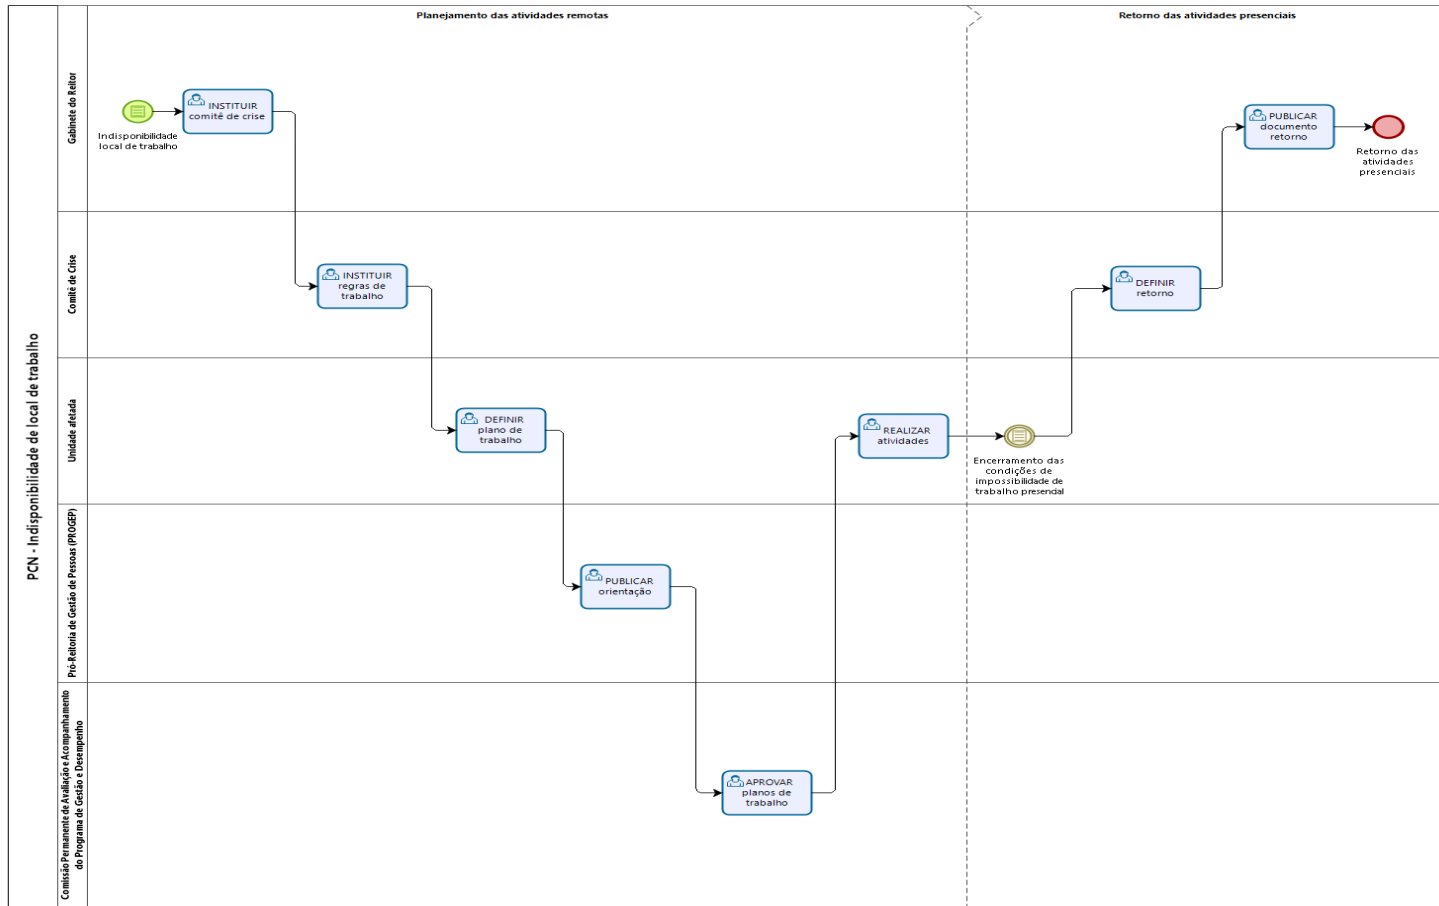 Planejamento das atividades remotas
Retorno das atividades presenciais
PCN - Indisponibilidade de local de trabalho
Gabinete do Reitor
Indisponibilidade
local de trabalho
INSTITUIR
comitê de crise
PUBLICAR
documento
retorno
Retorno das
atividades
presenciais
Comitê de Crise
INSTITUIR
regras de
trabalho
DEFINIR
retorno
Unidade afetada
DEFINIR
plano de
trabalho
REALIZAR
atividades
Encerramento das
condições de
impossibilidade de
trabalho presencial
Pró-Reitoria de Gestão de Pessoas (PROGEP)
PUBLICAR
orientação
Comissão Permanente de Avaliação e Acompanhamento
do Programa de Gestão e Desempenho
APROVAR
planos de
trabalho